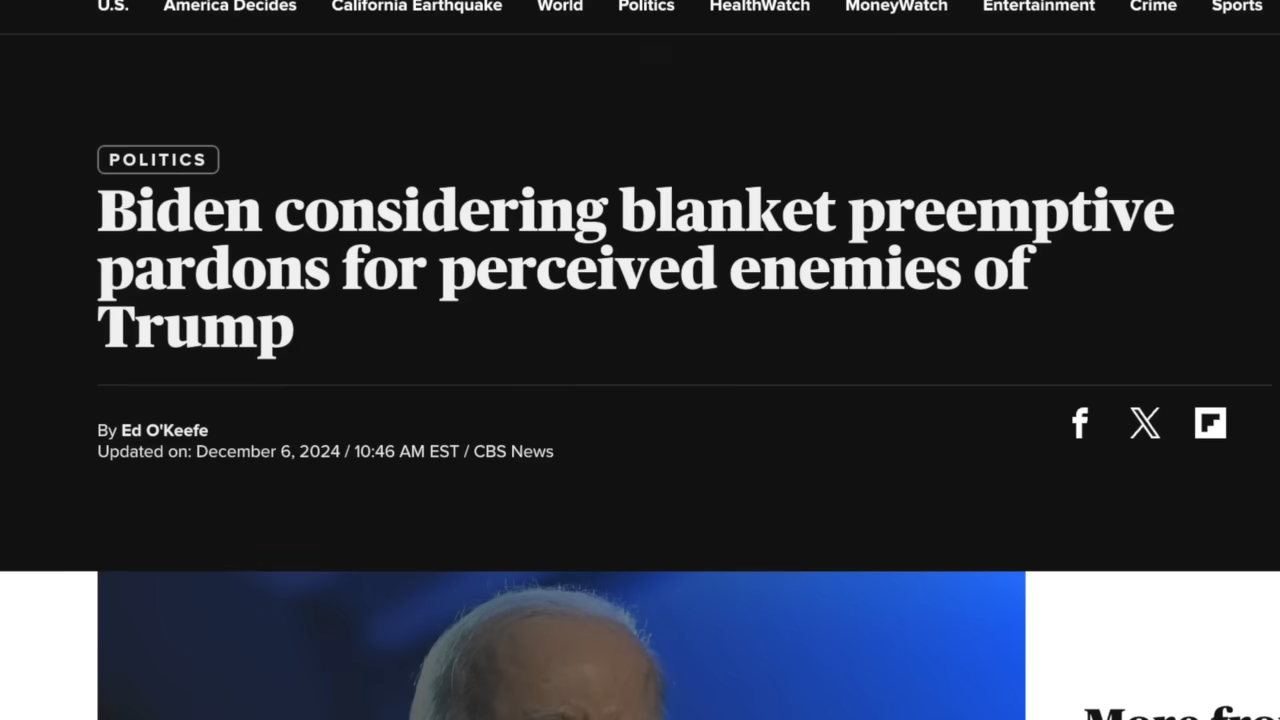 U.S. America Decides California Earthquake World Politics HealthWatch MoneyWatch Entertainment Crime Sports
POLITICS
Biden considering blanket preemptive
pardons for perceived enemies of
Trump
By Ed O'Keefe
Updated on: December 6, 2024 / 10:46 AM EST / CBS News
More